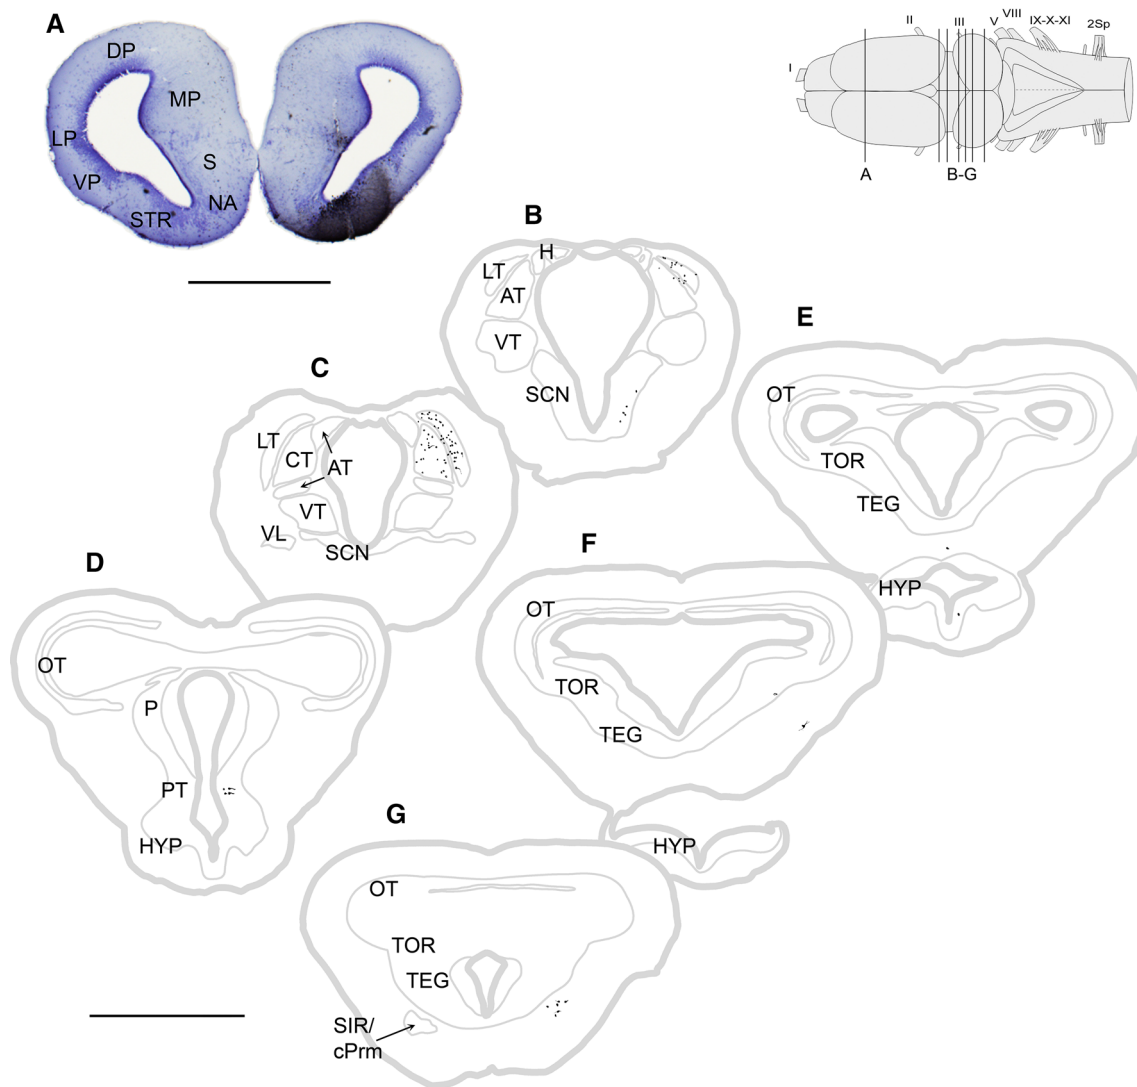 A
DP
MP
LP
S
VP
NA
STR
II
III
V
VIII
IX-X-XI
2Sp
I
A
B-G
B
H
LT
AT
VT
SCN
C
LT
CT
AT
VT
VL
SCN
D
OT
P
PT
HYP
E
OT
TOR
TEG
HYP
F
OT
TOR
TEG
HYP
G
OT
TOR
TEG
SIR/
cPrm